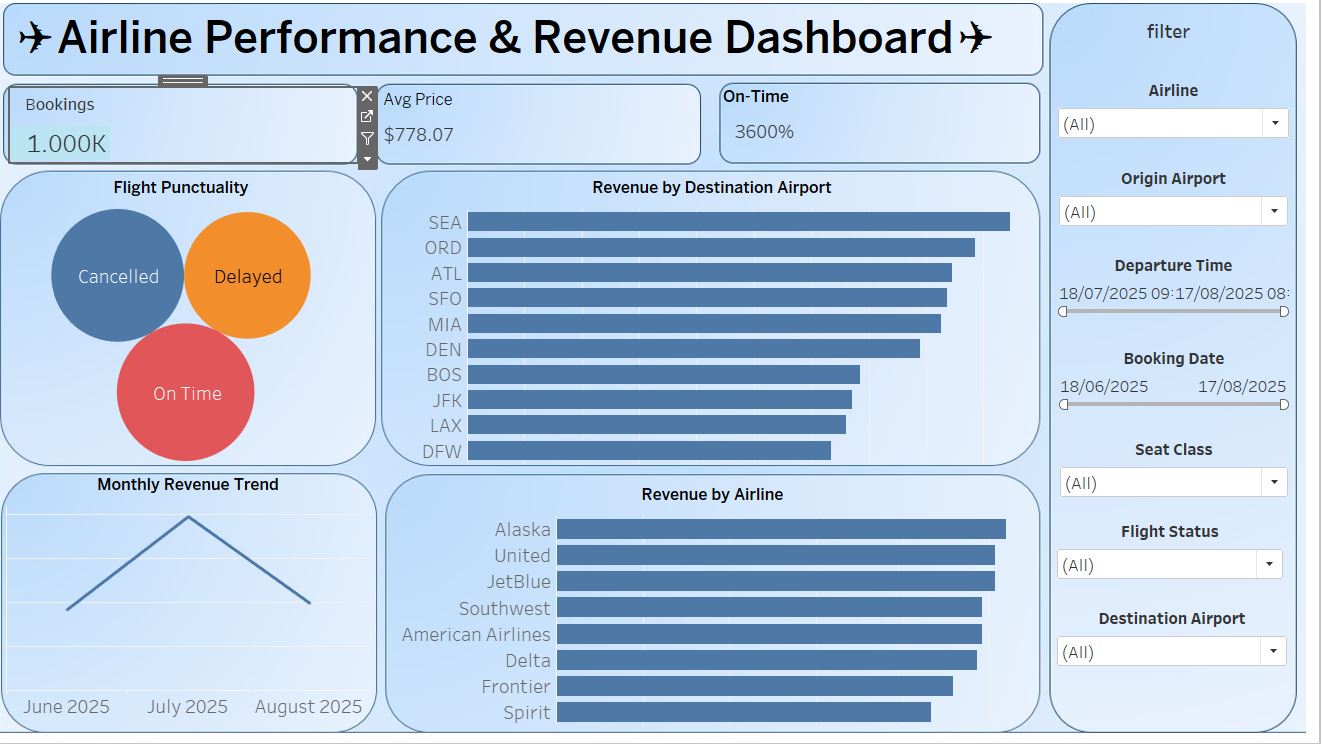 ✈Airline Performance & Revenue Dashboard✈
Bookings
1.000K
Avg Price
$778.07
On-Time
3600%
Flight Punctuality
Cancelled
Delayed
On Time
Revenue by Destination Airport
SEA
ORD
ATL
SFO
MIA
DEN
BOS
JFK
LAX
DFW
Monthly Revenue Trend
June 2025 July 2025 August 2025
Revenue by Airline
Alaska
United
JetBlue
Southwest
American Airlines
Delta
Frontier
Spirit
filter
Airline
(All)
Origin Airport
(All)
Departure Time
18/07/2025 09: 17/08/2025 08:
Booking Date
18/06/2025 17/08/2025
Seat Class
(All)
Flight Status
(All)
Destination Airport
(All)